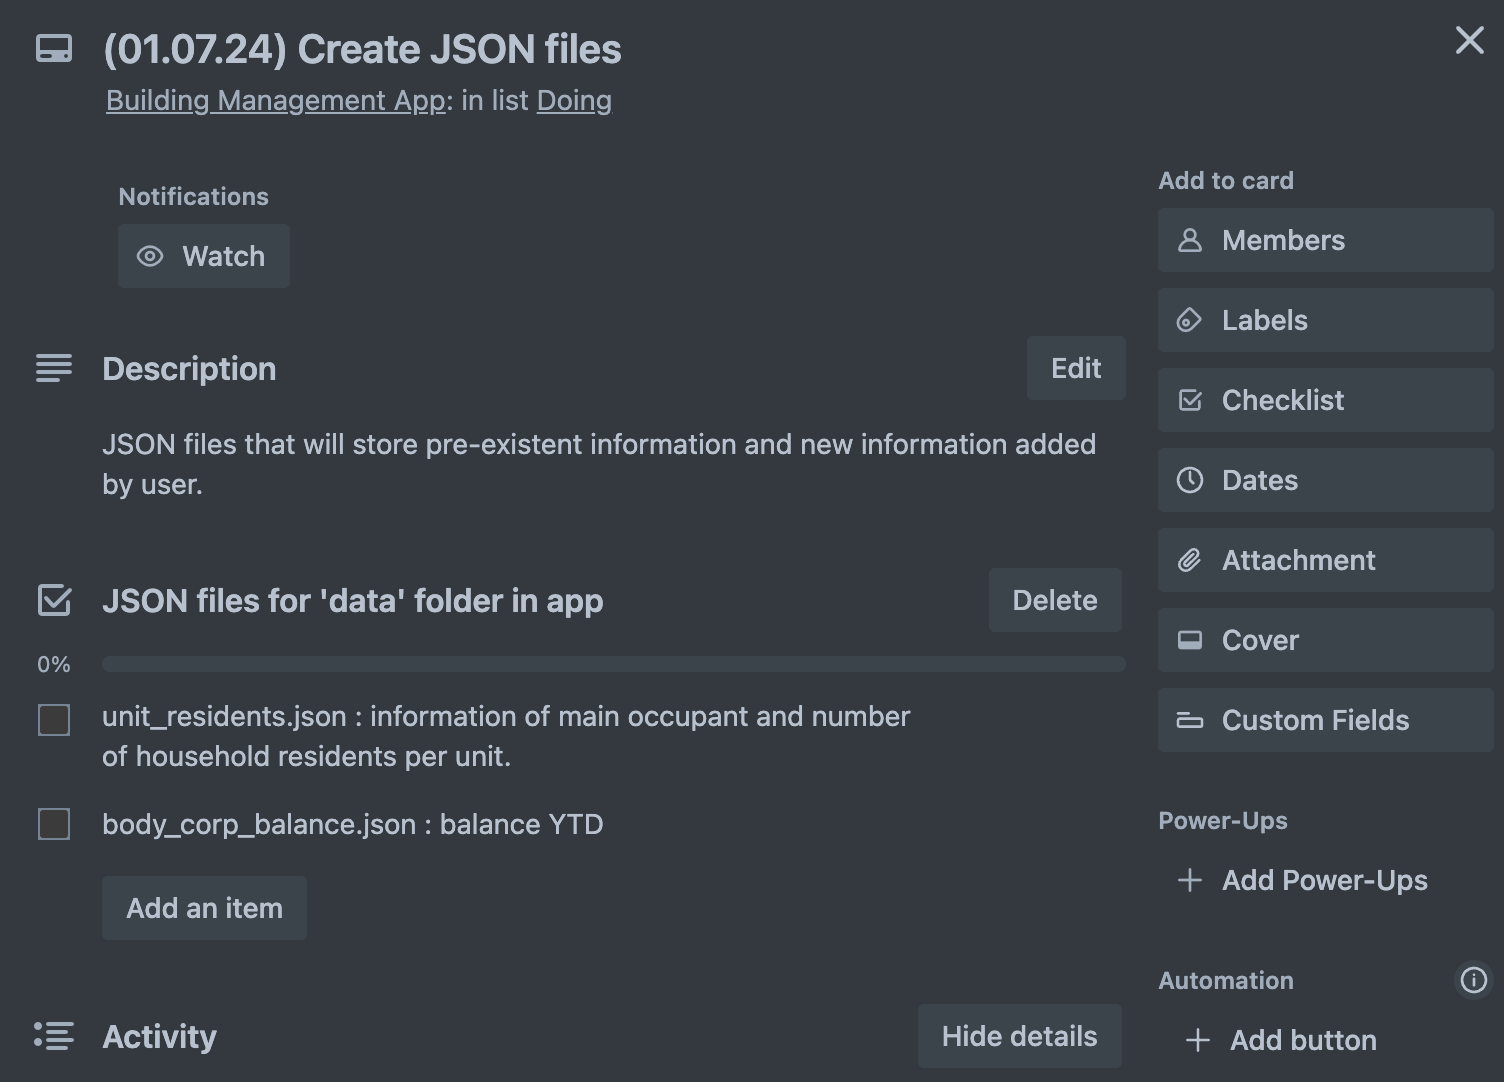 (01.07.24) Create JSON files
Building Management App: in list Doing
Notifications
Watch
Description
Edit
JSON files that will store pre-existent information and new information added
by user.
JSON files for 'data' folder in app
Delete
0%
unit_residents.json : information of main occupant and number
of household residents per unit.
body_corp_balance.json : balance YTD
Add an item
Activity
Hide details
Add to card
Members
Labels
Checklist
Dates
Attachment
Cover
Custom Fields
Power-Ups
Add Power-Ups
Automation
Add button